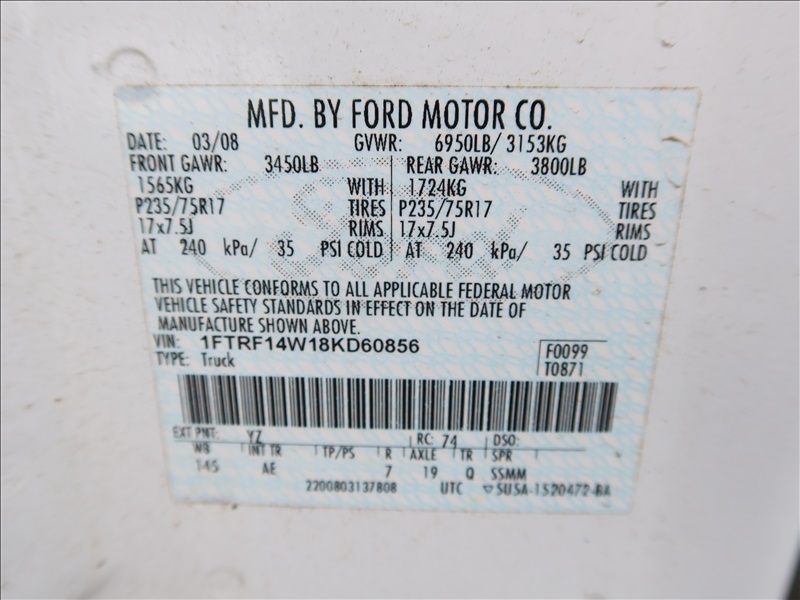 MFD. BY FORD MOTOR CO.
DATE: 03/08 GVWR: 6950LB/ 3153KG
FRONT GAWR: 3450LB REAR GAWR: 3800LB
1565KG WITH 1724KG WITH
P235/75R17 TIRES P235/75R17 TIRES
17x7.5J RIMS 17x7.5J RIMS
AT 240 kPa/ 35 PSI COLD AT 240 kPa/ 35 PSI COLD
THIS VEHICLE CONFORMS TO ALL APPLICABLE FEDERAL MOTOR
VEHICLE SAFETY STANDARDS IN EFFECT ON THE DATE OF
MANUFACTURE SHOWN ABOVE.
VIN: 1FTRF14W18KD60856 F0099
TYPE: Truck T0871
EXT PNT: YZ RC: 74 DSO:
WB INT TR TP/PS R AXLE TR SPR
145 AE 7 19 Q SSMM
2200803137808 UTC ▽5U5A-1520472-BA